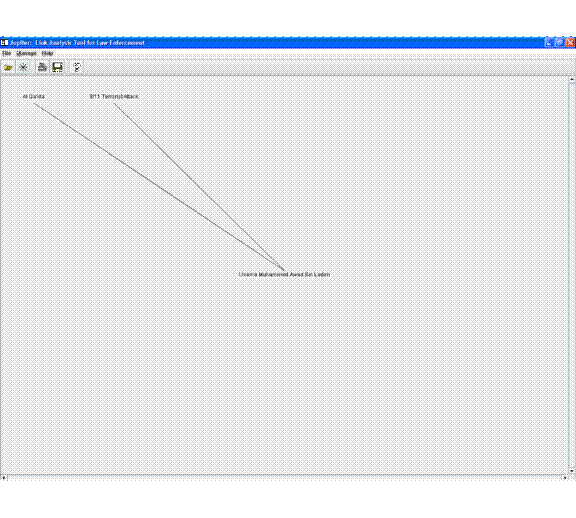 Jupiter: Link Analysis Tool for Law Enforcement
File Manage Help
Al Qaida
9/11 Terrorist Attack
Usama Muhammed Awad Bin Laden